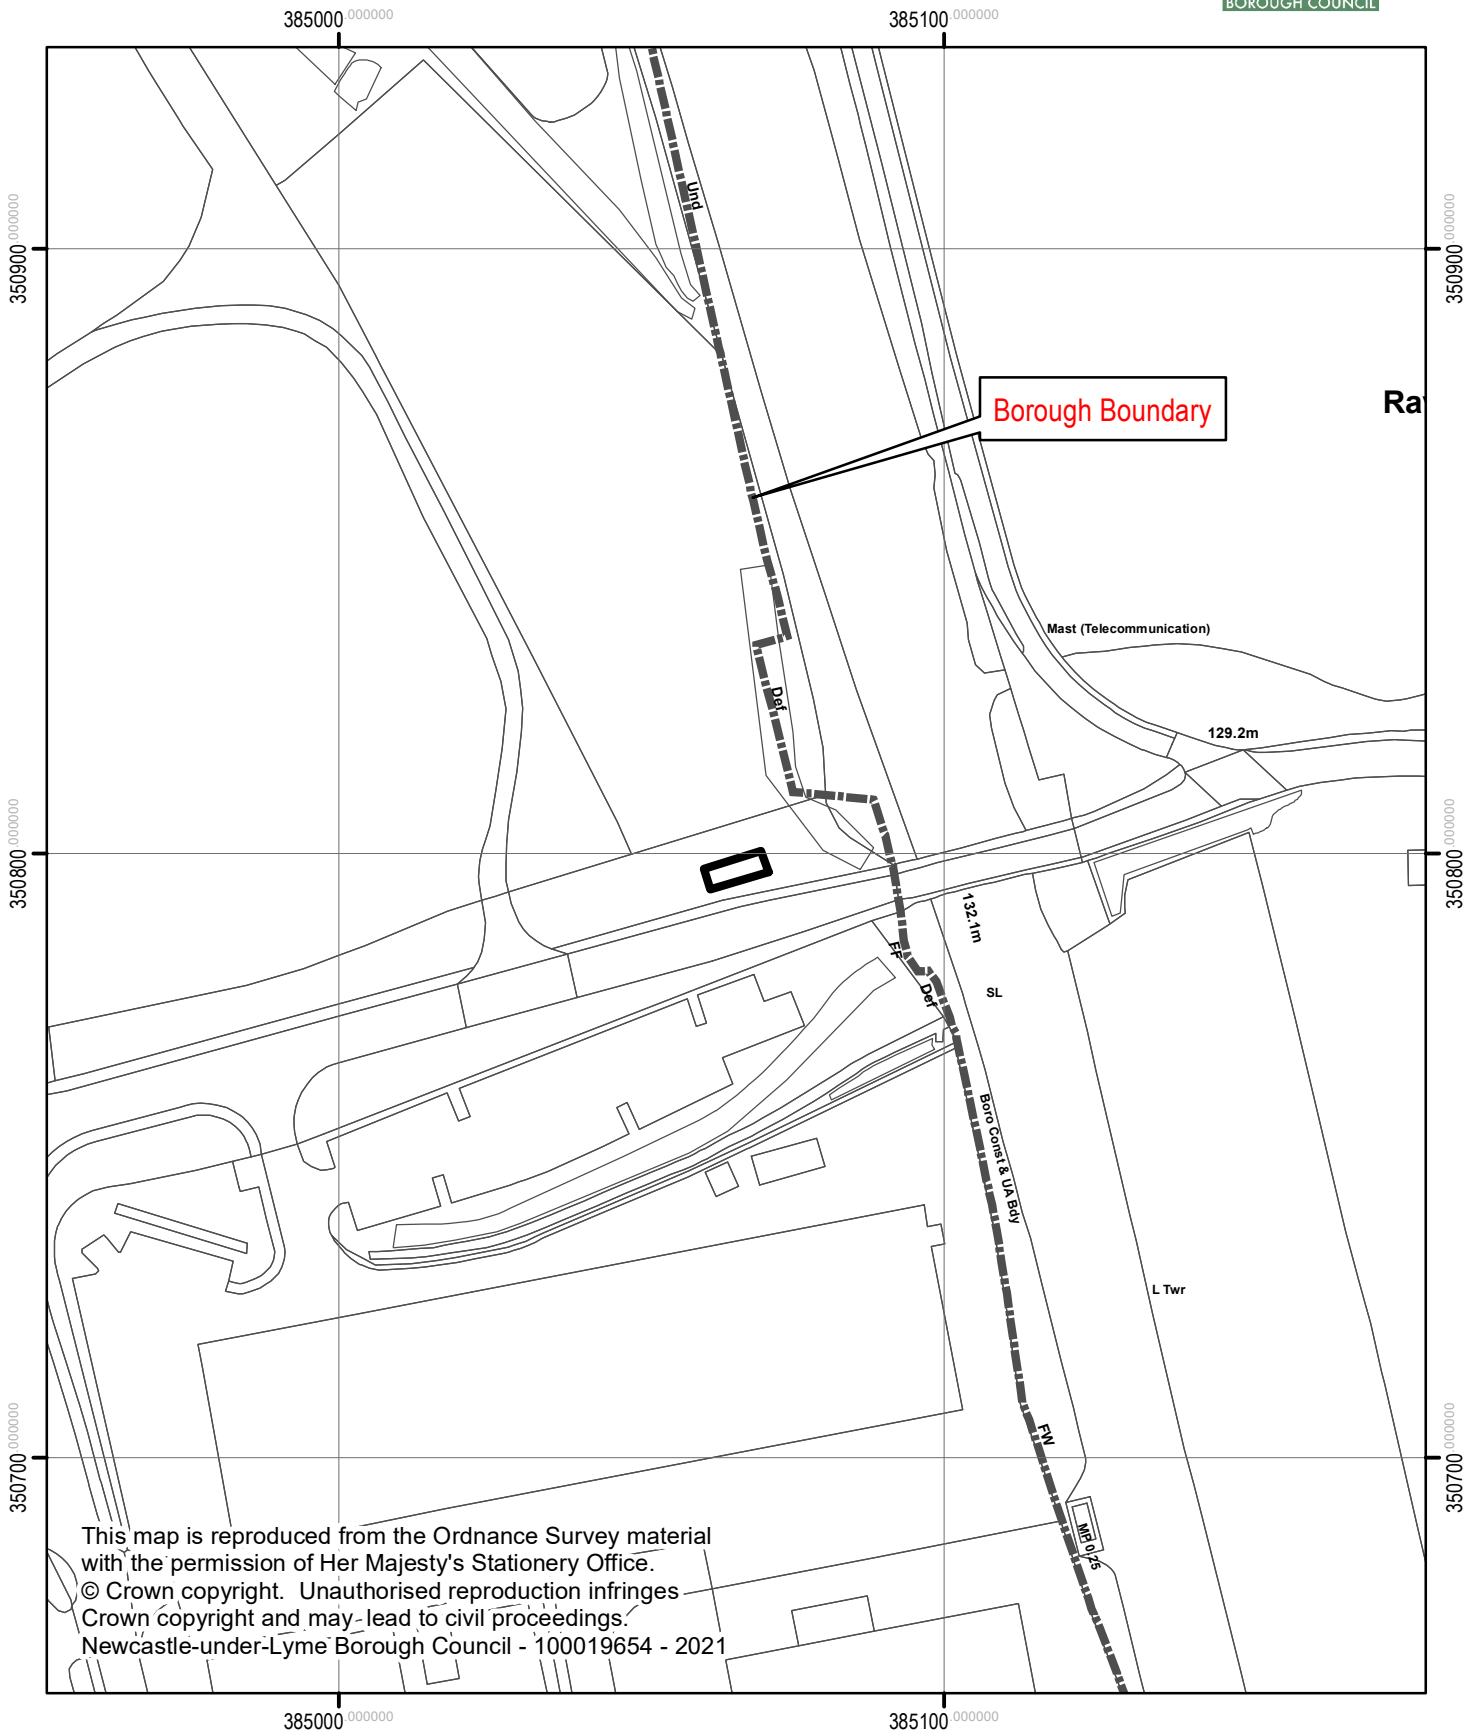 BOROUGH COUNCIL
385000.000000
385100.000000
350900.000000
350900.000000
Und
Borough Boundary
Ra
Mast (Telecommunication)
Def
129.2m
350800.000000
350800.000000
132.1m
FF
Def
SL
Boro Const & UA Bdy
L Twr
FW
350700.000000
350700.000000
MP 0.25
This map is reproduced from the Ordnance Survey material
with the permission of Her Majesty's Stationery Office.
© Crown copyright. Unauthorised reproduction infringes
Crown copyright and may lead to civil proceedings.
Newcastle-under-Lyme Borough Council - 100019654 - 2021
385000.000000
385100.000000